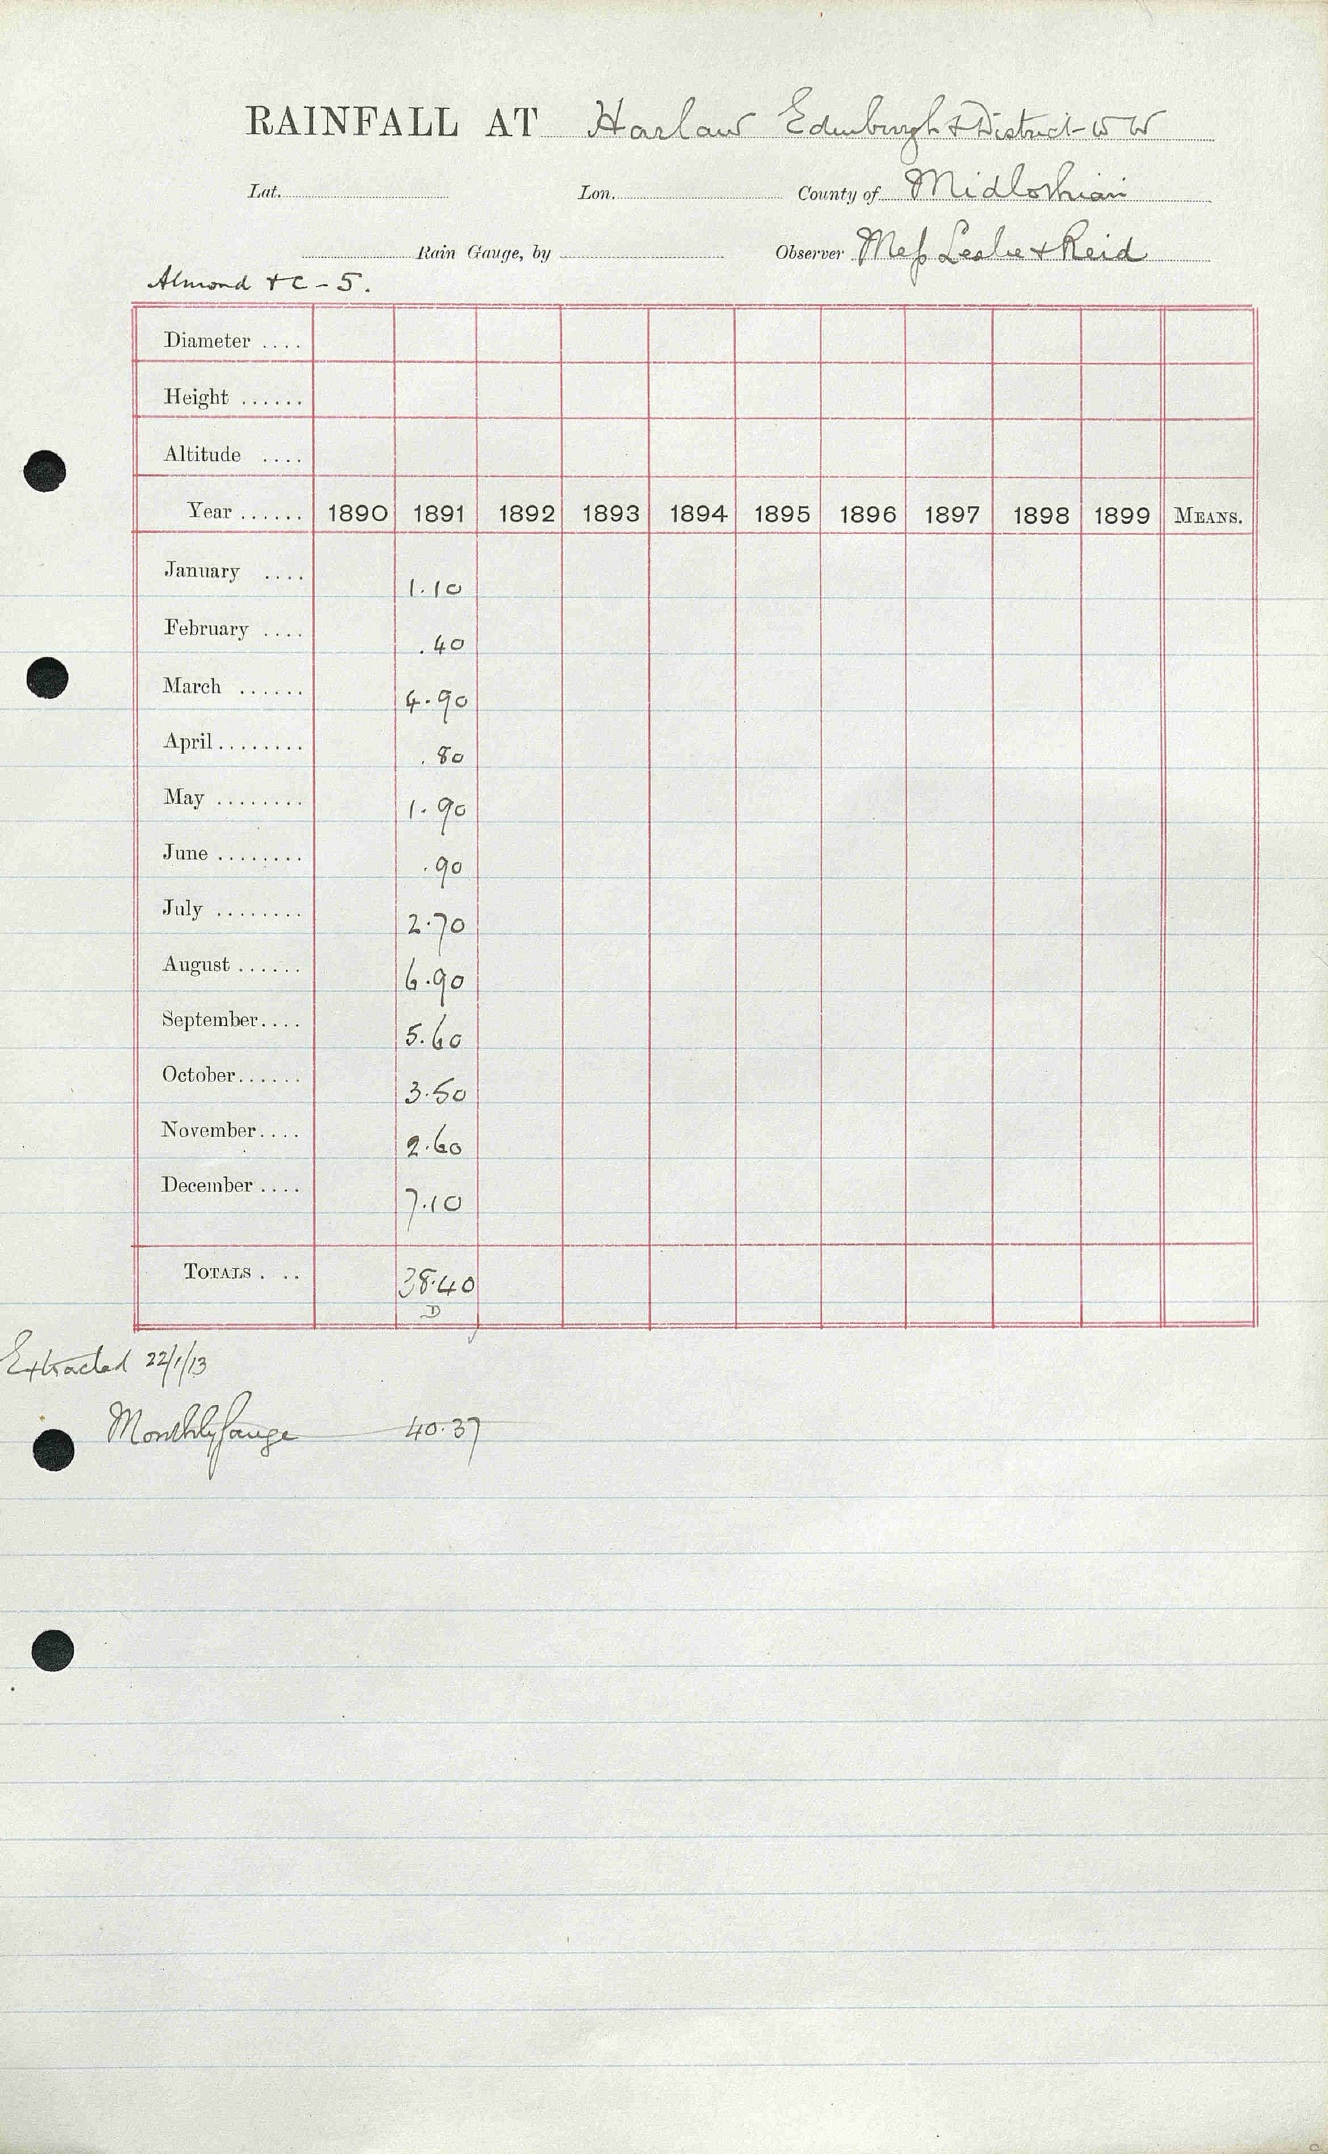 RAINFALL AT Harlaw Edinburgh & District W W
Lat. Lon. County of Midlothian
Rain Gauge, by Observer Mess Leslie & Reid
Almond & C - 5.
Diameter ....
Height ......
Altitude ....
Year ...... 1890 1891 1892 1893 1894 1895 1896 1897 1898 1899 MEANS.
January .... 1.10
February .... .40
March ...... 4.90
April ........ .80
May ........ 1.90
June ........ .90
July ........ 2.70
August ...... 6.90
September.... 5.60
October...... 3.50
November.... 2.60
December .... 7.10
TOTALS . .. 38.40
D
Extracted 22/1/13
Monthly Gauge 40.37